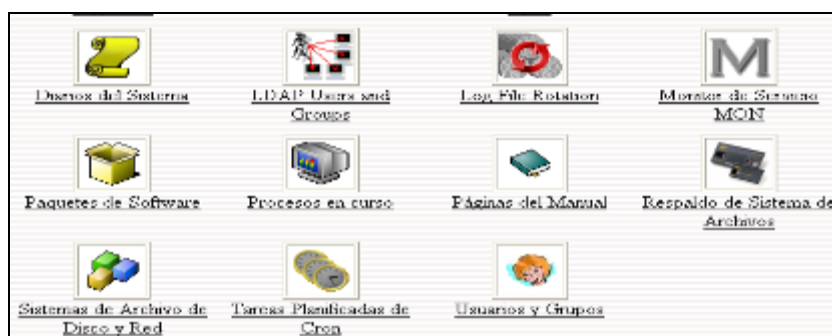 Diarios del Sistema
LDAP Users and
Groups
Log File Rotation
Monitor de Servicio
MON
Paquetes de Software
Procesos en curso
Páginas del Manual
Respaldo de Sistema de
Archivos
Sistemas de Archivo de
Disco y Red
Tareas Planificadas de
Cron
Usuarios y Grupos